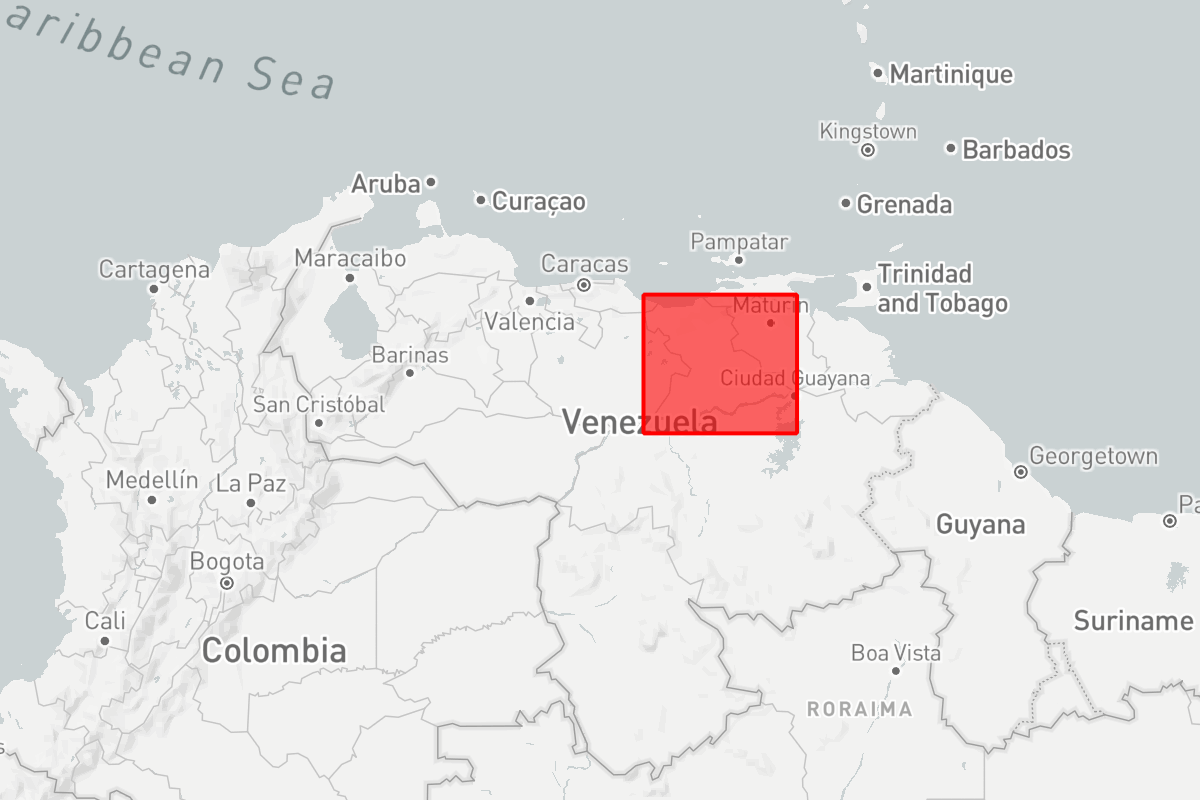 aribbean Sea
Martinique
Kingstown
Barbados
Aruba
Curaçao
Grenada
Pampatar
Cartagena
Maracaibo
Caracas
Trinidad
and Tobago
Maturín
Valencia
Barinas
Ciudad Guayana
San Cristóbal
Venezuela
Medellín
La Paz
Georgetown
Pa
Guyana
Bogota
Cali
Colombia
Suriname
Boa Vista
RORAIMA
s